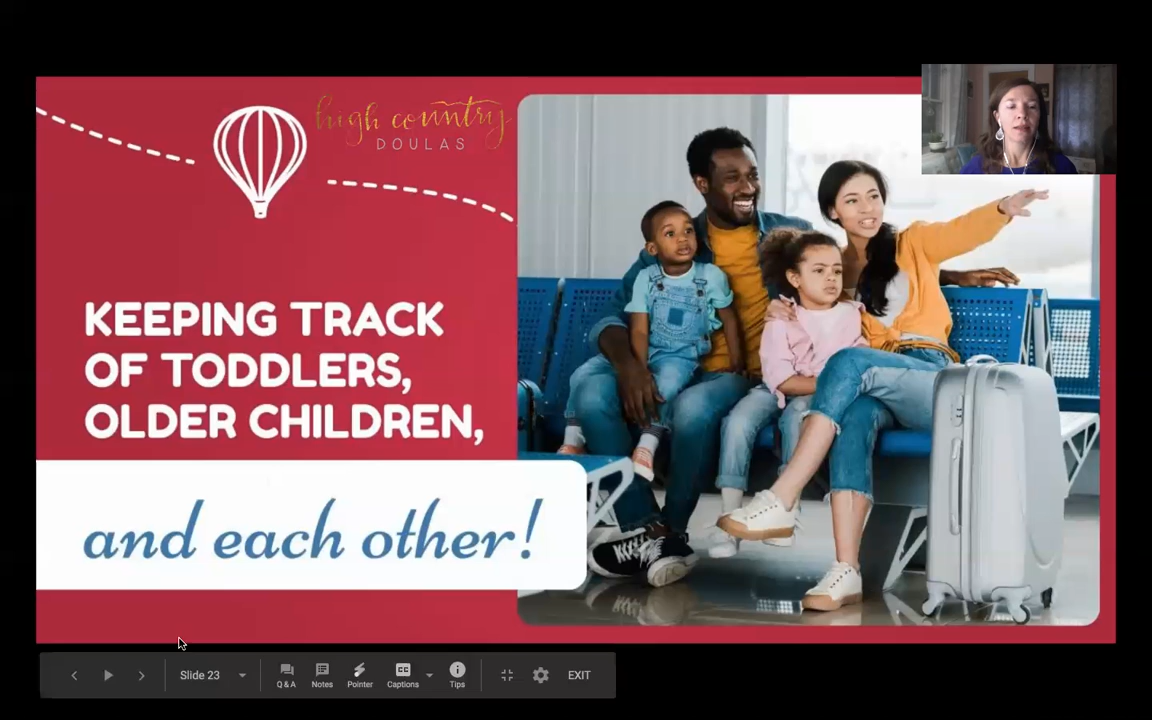 high country
DOULAS
KEEPING TRACK
OF TODDLERS,
OLDER CHILDREN,
and each other!
Slide 23
Q & A
Notes
Pointer
CC
Captions
Tips
EXIT